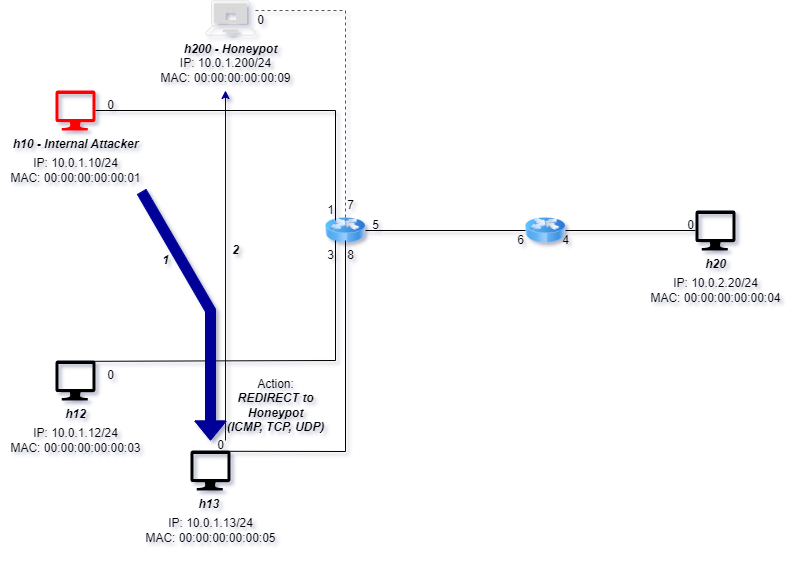 0
h200 - Honeypot
IP: 10.0.1.200/24
MAC: 00:00:00:00:00:09
0
h10 - Internal Attacker
IP: 10.0.1.10/24
MAC: 00:00:00:00:00:01
1
7
5
3
8
6
4
0
h20
IP: 10.0.2.20/24
MAC: 00:00:00:00:00:04
1
2
0
h12
IP: 10.0.1.12/24
MAC: 00:00:00:00:00:03
Action:
REDIRECT to
Honeypot
(ICMP, TCP, UDP)
0
h13
IP: 10.0.1.13/24
MAC: 00:00:00:00:00:05